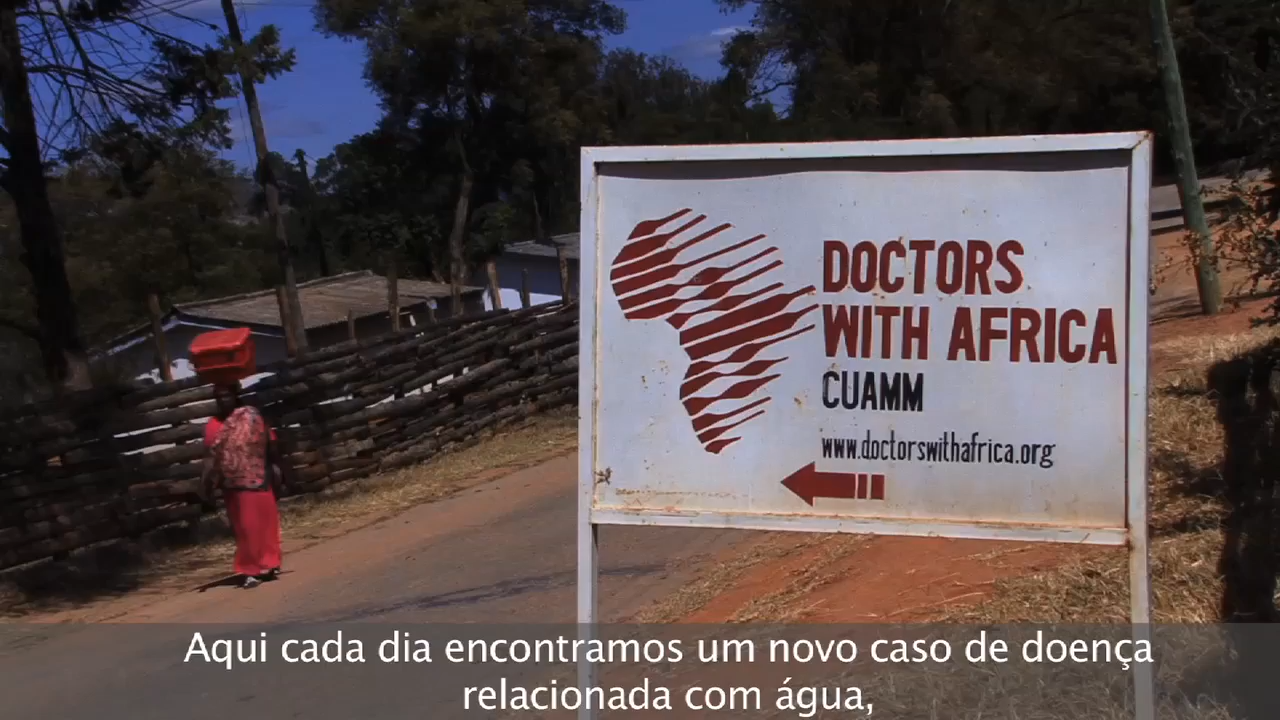 DOCTORS
WITH AFRICA
CUAMM
www.doctorswithafrica.org
Aqui cada dia encontramos um novo caso de doença
relacionada com água,